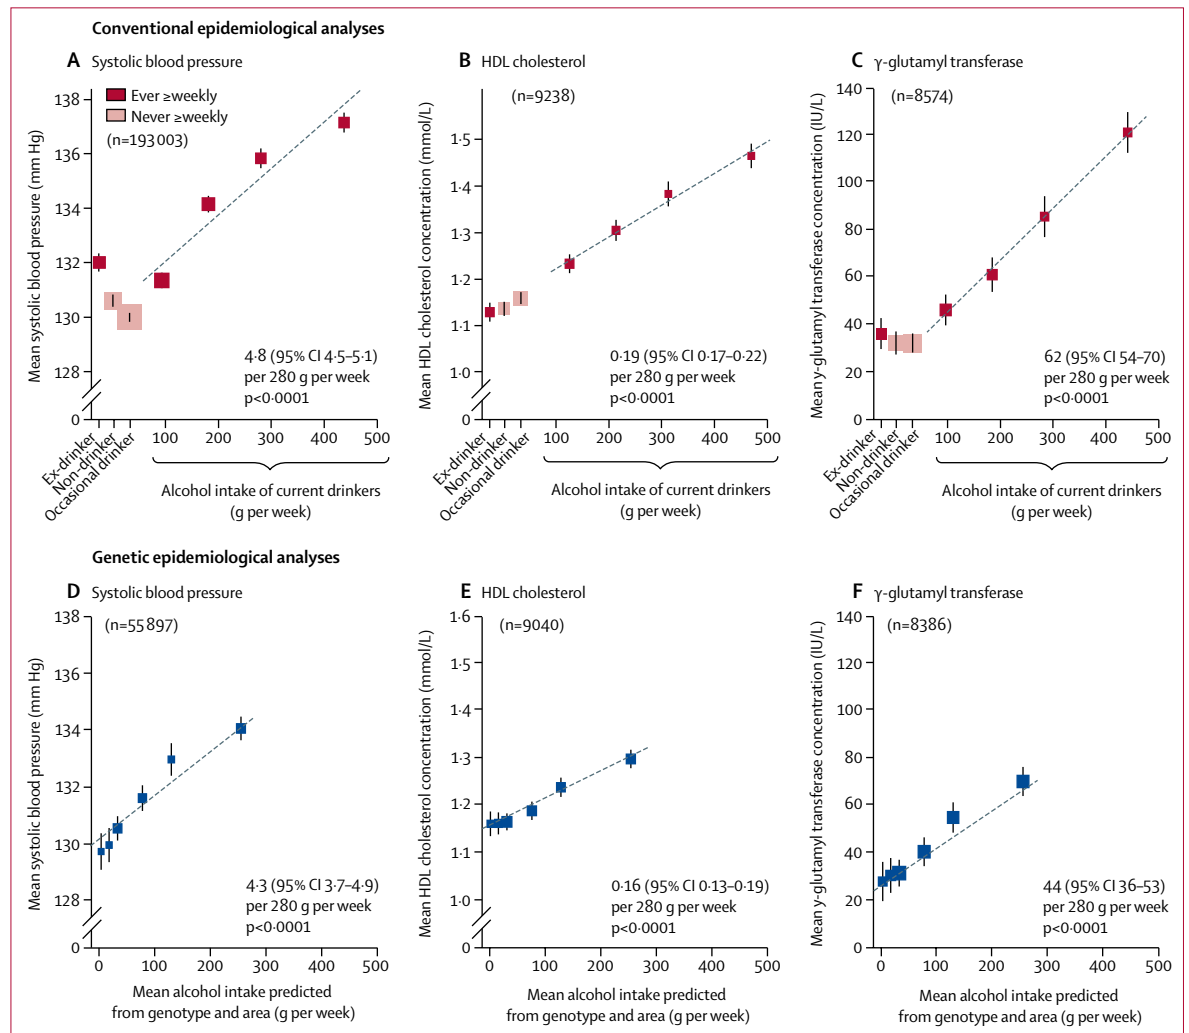 Conventional epidemiological analyses
A Systolic blood pressure
Ever ≥weekly
Never ≥weekly
(n=193 003)
Mean systolic blood pressure (mm Hg)
138
136
134
132
130
128
0
4·8 (95% CI 4·5–5·1)
per 280 g per week
p<0·0001
Ex-drinker
Non-drinker
Occasional drinker
100
200
300
400
500
Alcohol intake of current drinkers
(g per week)
B HDL cholesterol
(n=9238)
Mean HDL cholesterol concentration (mmol/L)
1·5
1·4
1·3
1·2
1·1
1·0
0
0·19 (95% CI 0·17–0·22)
per 280 g per week
p<0·0001
Ex-drinker
Non-drinker
Occasional drinker
100
200
300
400
500
Alcohol intake of current drinkers
(g per week)
C γ-glutamyl transferase
(n=8574)
Mean y-glutamyl transferase concentration (IU/L)
140
120
100
80
60
40
20
0
62 (95% CI 54–70)
per 280 g per week
p<0·0001
Ex-drinker
Non-drinker
Occasional drinker
100
200
300
400
500
Alcohol intake of current drinkers
(g per week)
Genetic epidemiological analyses
D Systolic blood pressure
(n=55 897)
Mean systolic blood pressure (mm Hg)
138
136
134
132
130
128
0
4·3 (95% CI 3·7–4·9)
per 280 g per week
p<0·0001
0
100
200
300
400
500
Mean alcohol intake predicted
from genotype and area (g per week)
E HDL cholesterol
(n=9040)
Mean HDL cholesterol concentration (mmol/L)
1·6
1·5
1·4
1·3
1·2
1·1
1·0
0
0·16 (95% CI 0·13–0·19)
per 280 g per week
p<0·0001
0
100
200
300
400
500
Mean alcohol intake predicted
from genotype and area (g per week)
F γ-glutamyl transferase
(n=8386)
Mean y-glutamyl transferase concentration (IU/L)
140
120
100
80
60
40
20
0
44 (95% CI 36–53)
per 280 g per week
p<0·0001
0
100
200
300
400
500
Mean alcohol intake predicted
from genotype and area (g per week)